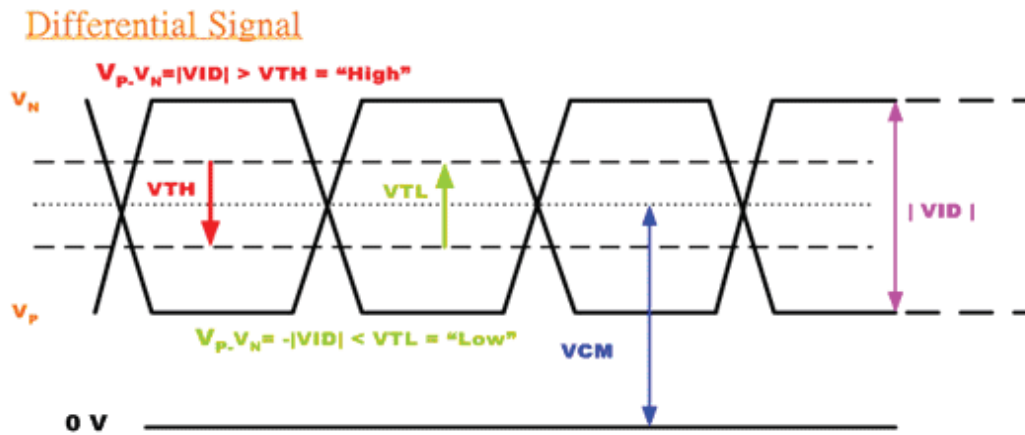 Differential Signal
VP-VN=|VID| > VTH = “High”
VN
VTH
VTL
| VID |
VP
VP-VN= -|VID| < VTL = “Low”
VCM
0 V